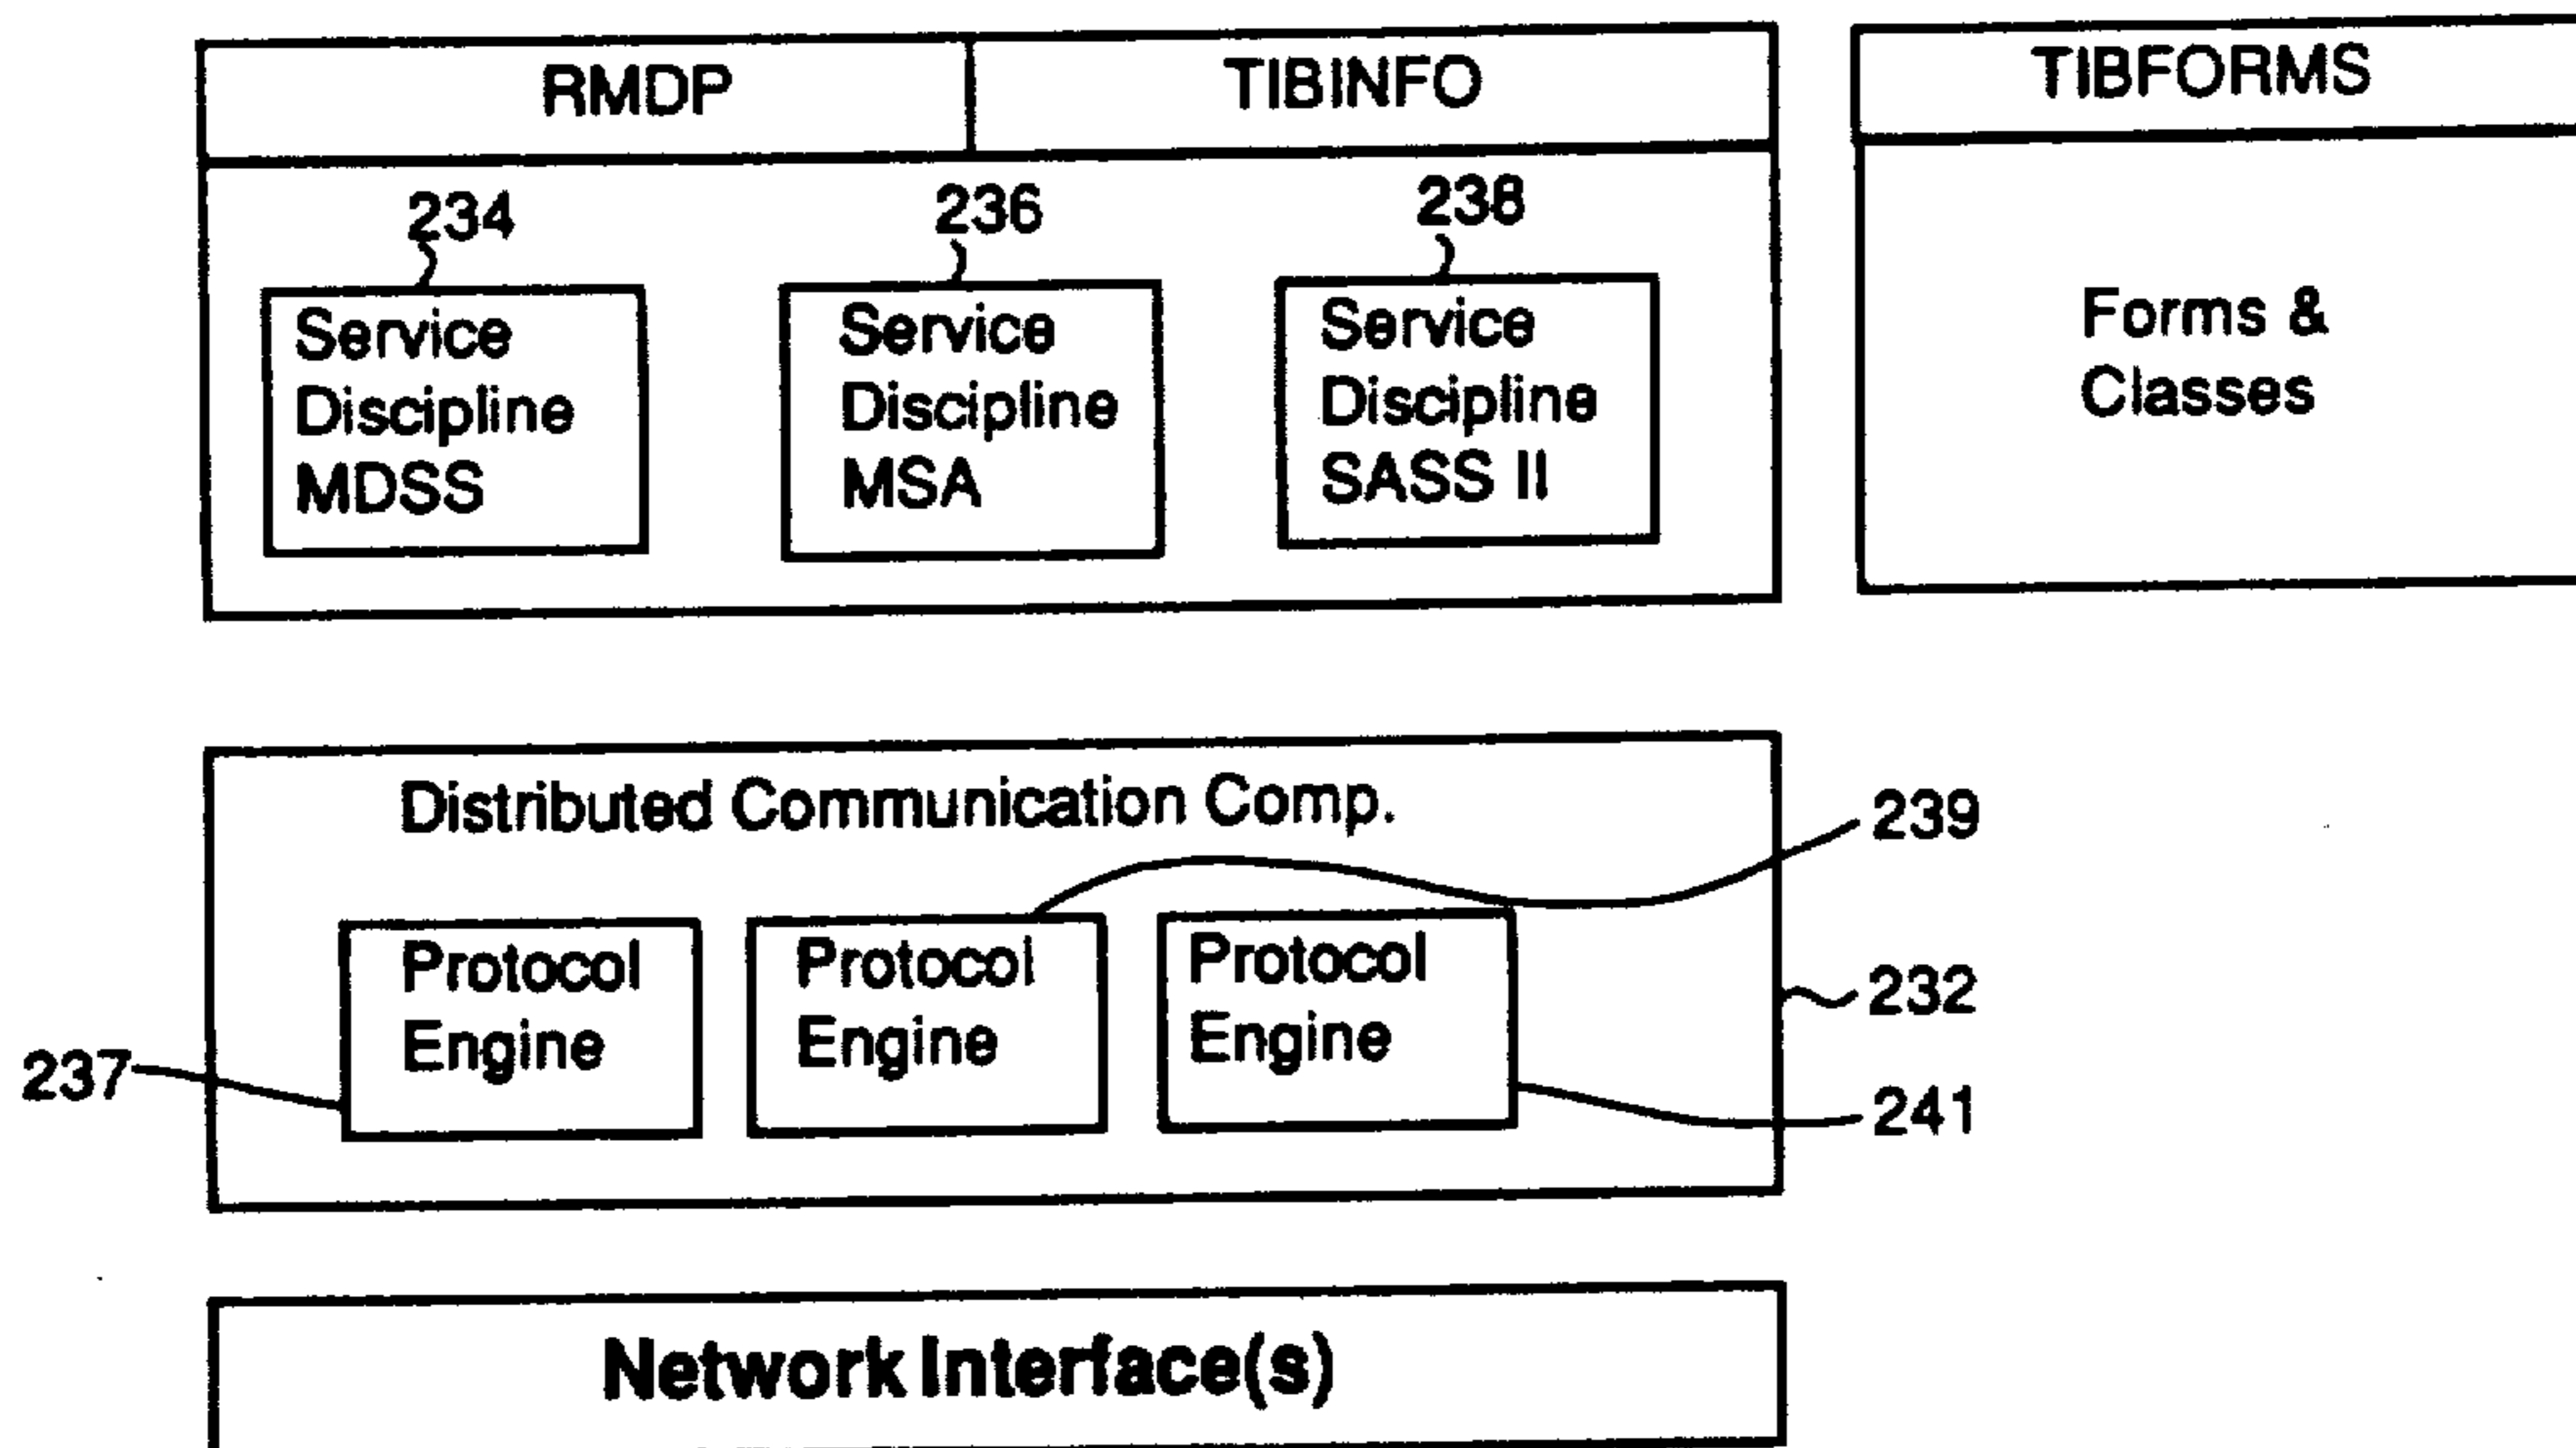 RMDP
TIBINFO
TIBFORMS
234
236
238
Service
Discipline
MDSS
Service
Discipline
MSA
Service
Discipline
SASS II
Forms &
Classes
Distributed Communication Comp.
239
Protocol
Engine
Protocol
Engine
Protocol
Engine
232
237
241
Network Interface(s)